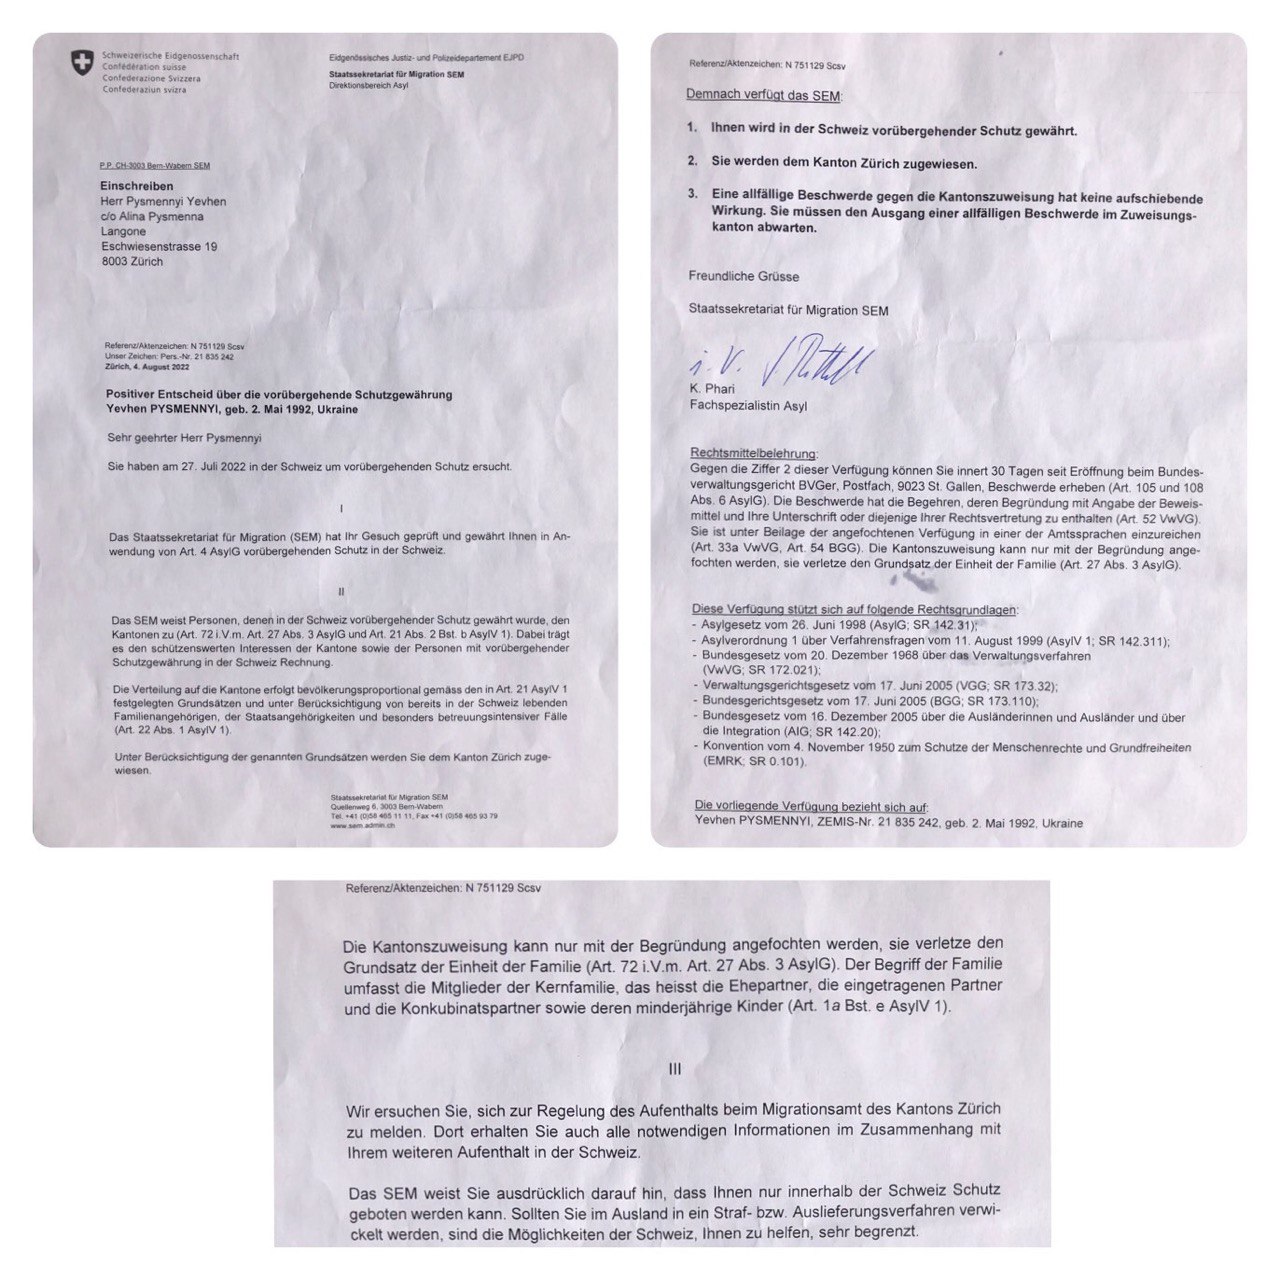 Schweizerische Eidgenossenschaft
Confédération suisse
Confederazione Svizzera
Confederaziun svizra
Eidgenössisches Justiz- und Polizeidepartement EJPD
Staatssekretariat für Migration SEM
Direktionsbereich Asyl
P.P. CH-3003 Bern-Wabern SEM
Einschreiben
Herr Pysmennyi Yevhen
c/o Alina Pysmenna
Langone
Eschwiesenstrasse 19
8003 Zürich
Referenz/Aktenzeichen: N 751129 Scsv
Unser Zeichen: Pers.-Nr. 21 835 242
Zürich, 4. August 2022
Positiver Entscheid über die vorübergehende Schutzgewährung
Yevhen PYSMENNYI, geb. 2. Mai 1992, Ukraine
Sehr geehrter Herr Pysmennyi
Sie haben am 27. Juli 2022 in der Schweiz um vorübergehenden Schutz ersucht.
I
Das Staatssekretariat für Migration (SEM) hat Ihr Gesuch geprüft und gewährt Ihnen in An-
wendung von Art. 4 AsylG vorübergehenden Schutz in der Schweiz.
II
Das SEM weist Personen, denen in der Schweiz vorübergehender Schutz gewährt wurde, den
Kantonen zu (Art. 72 i.V.m. Art. 27 Abs. 3 AsylG und Art. 21 Abs. 2 Bst. b AsylV 1). Dabei trägt
es den schützenswerten Interessen der Kantone sowie der Personen mit vorübergehender
Schutzgewährung in der Schweiz Rechnung.
Die Verteilung auf die Kantone erfolgt bevölkerungsproportional gemäss den in Art. 21 AsylV 1
festgelegten Grundsätzen und unter Berücksichtigung von bereits in der Schweiz lebenden
Familienangehörigen, der Staatsangehörigkeiten und besonders betreuungsintensiver Fälle
(Art. 22 Abs. 1 AsylV 1).
Unter Berücksichtigung der genannten Grundsätzen werden Sie dem Kanton Zürich zuge-
wiesen.
Staatssekretariat für Migration SEM
Quellenweg 6, 3003 Bern-Wabern
Tel. +41 (0)58 465 11 11, Fax +41 (0)58 465 93 79
www.sem.admin.ch
Referenz/Aktenzeichen: N 751129 Scsv
Demnach verfügt das SEM:
1. Ihnen wird in der Schweiz vorübergehender Schutz gewährt.
2. Sie werden dem Kanton Zürich zugewiesen.
3. Eine allfällige Beschwerde gegen die Kantonszuweisung hat keine aufschiebende
Wirkung. Sie müssen den Ausgang einer allfälligen Beschwerde im Zuweisungs-
kanton abwarten.
Freundliche Grüsse
Staatssekretariat für Migration SEM
i. V.
K. Phari
Fachspezialistin Asyl
Rechtsmittelbelehrung:
Gegen die Ziffer 2 dieser Verfügung können Sie innert 30 Tagen seit Eröffnung beim Bundes-
verwaltungsgericht BVGer, Postfach, 9023 St. Gallen, Beschwerde erheben (Art. 105 und 108
Abs. 6 AsylG). Die Beschwerde hat die Begehren, deren Begründung mit Angabe der Beweis-
mittel und Ihre Unterschrift oder diejenige Ihrer Rechtsvertretung zu enthalten (Art. 52 VwVG).
Sie ist unter Beilage der angefochtenen Verfügung in einer der Amtssprachen einzureichen
(Art. 33a VwVG, Art. 54 BGG). Die Kantonszuweisung kann nur mit der Begründung ange-
fochten werden, sie verletze den Grundsatz der Einheit der Familie (Art. 27 Abs. 3 AsylG).
Diese Verfügung stützt sich auf folgende Rechtsgrundlagen:
- Asylgesetz vom 26. Juni 1998 (AsylG; SR 142.31);
- Asylverordnung 1 über Verfahrensfragen vom 11. August 1999 (AsylV 1; SR 142.311);
- Bundesgesetz vom 20. Dezember 1968 über das Verwaltungsverfahren
(VwVG; SR 172.021);
- Verwaltungsgerichtsgesetz vom 17. Juni 2005 (VGG; SR 173.32);
- Bundesgerichtsgesetz vom 17. Juni 2005 (BGG; SR 173.110);
- Bundesgesetz vom 16. Dezember 2005 über die Ausländerinnen und Ausländer und über
die Integration (AIG; SR 142.20);
- Konvention vom 4. November 1950 zum Schutze der Menschenrechte und Grundfreiheiten
(EMRK; SR 0.101).
Die vorliegende Verfügung bezieht sich auf:
Yevhen PYSMENNYI, ZEMIS-Nr. 21 835 242, geb. 2. Mai 1992, Ukraine
Referenz/Aktenzeichen: N 751129 Scsv
Die Kantonszuweisung kann nur mit der Begründung angefochten werden, sie verletze den
Grundsatz der Einheit der Familie (Art. 72 i.V.m. Art. 27 Abs. 3 AsylG). Der Begriff der Familie
umfasst die Mitglieder der Kernfamilie, das heisst die Ehepartner, die eingetragenen Partner
und die Konkubinatspartner sowie deren minderjährige Kinder (Art. 1a Bst. e AsylV 1).
III
Wir ersuchen Sie, sich zur Regelung des Aufenthalts beim Migrationsamt des Kantons Zürich
zu melden. Dort erhalten Sie auch alle notwendigen Informationen im Zusammenhang mit
Ihrem weiteren Aufenthalt in der Schweiz.
Das SEM weist Sie ausdrücklich darauf hin, dass Ihnen nur innerhalb der Schweiz Schutz
geboten werden kann. Sollten Sie im Ausland in ein Straf- bzw. Auslieferungsverfahren verwi-
ckelt werden, sind die Möglichkeiten der Schweiz, Ihnen zu helfen, sehr begrenzt.